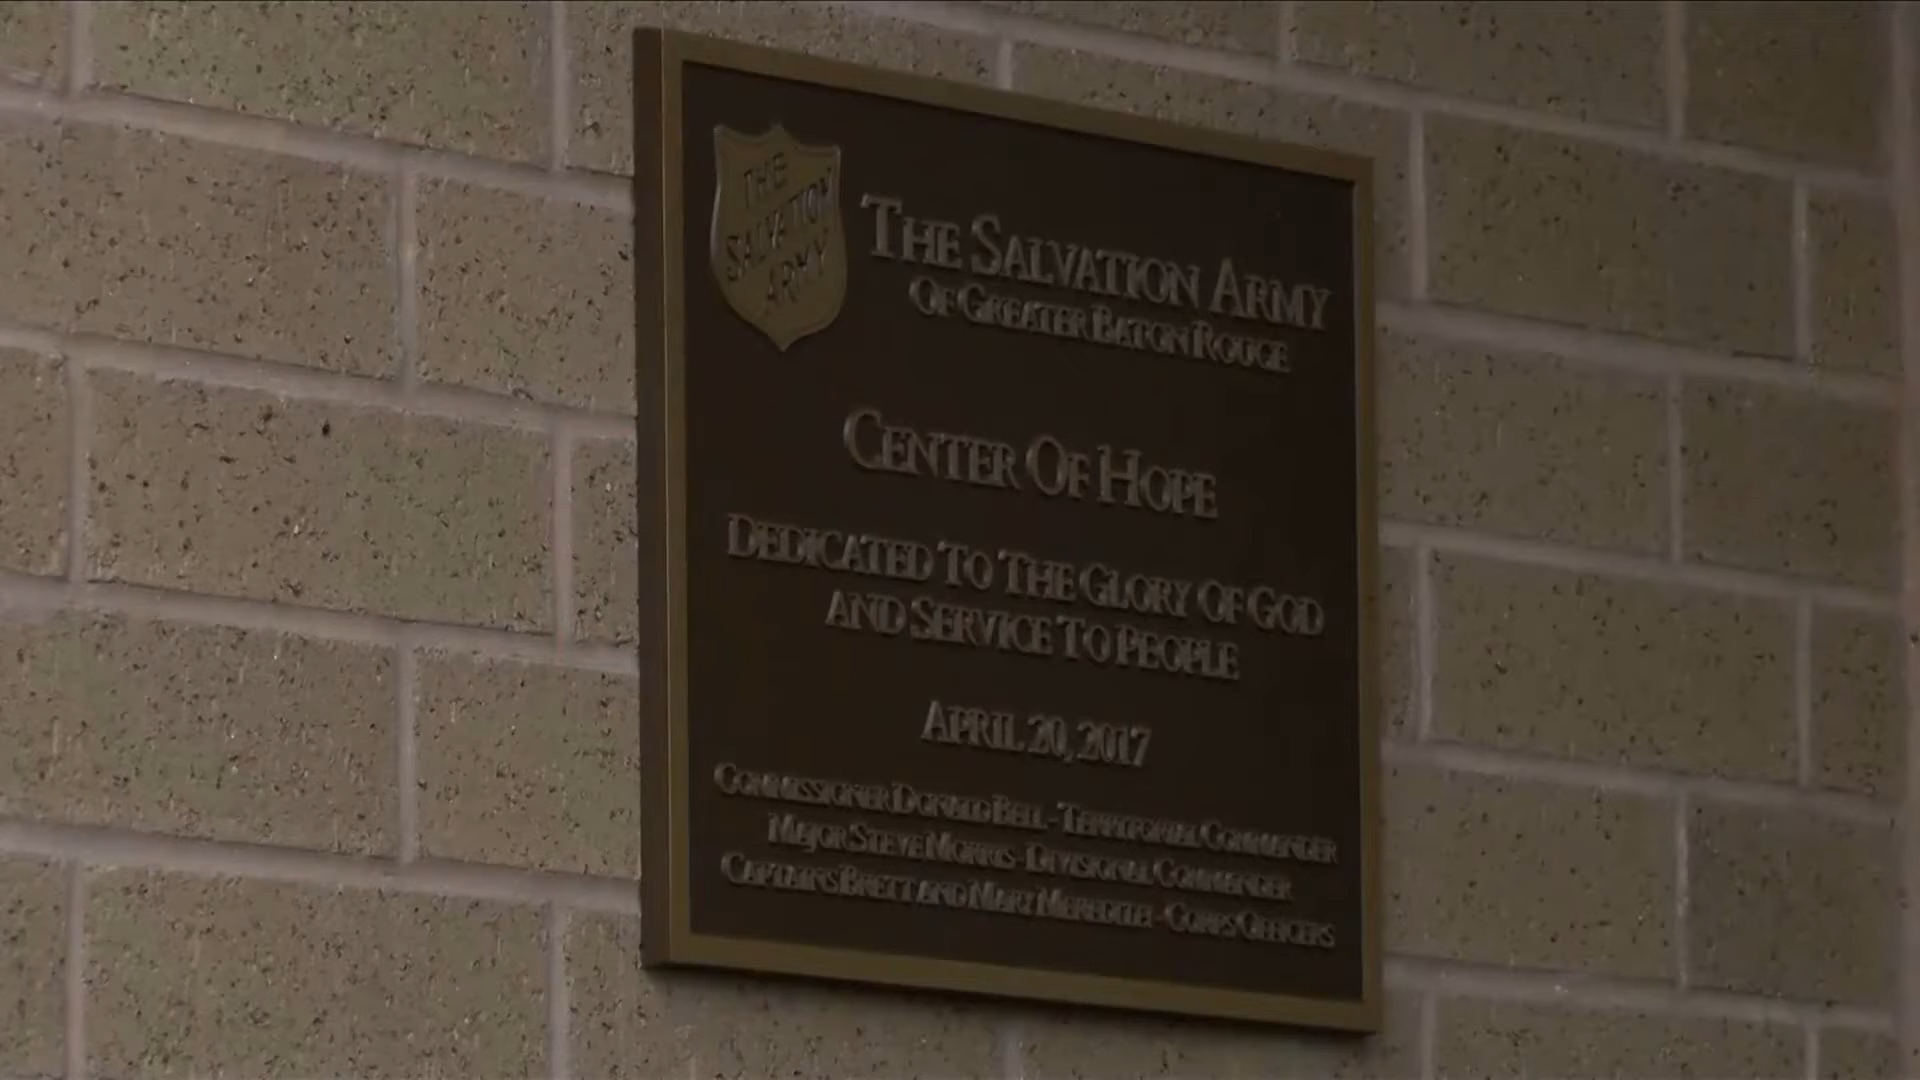 THE
SALVATION
ARMY
THE SALVATION ARMY
OF GREATER BATON ROUGE
CENTER OF HOPE
DEDICATED TO THE GLORY OF GOD
AND SERVICE TO PEOPLE
APRIL 20, 2017
COMMISSIONER DONALD BELL - TERRITORIAL COMMANDER
MAJOR STEVE MORRIS - DIVISIONAL COMMANDER
CAPTAINS BRETT AND MARY MEREDITH - CORPS OFFICERS